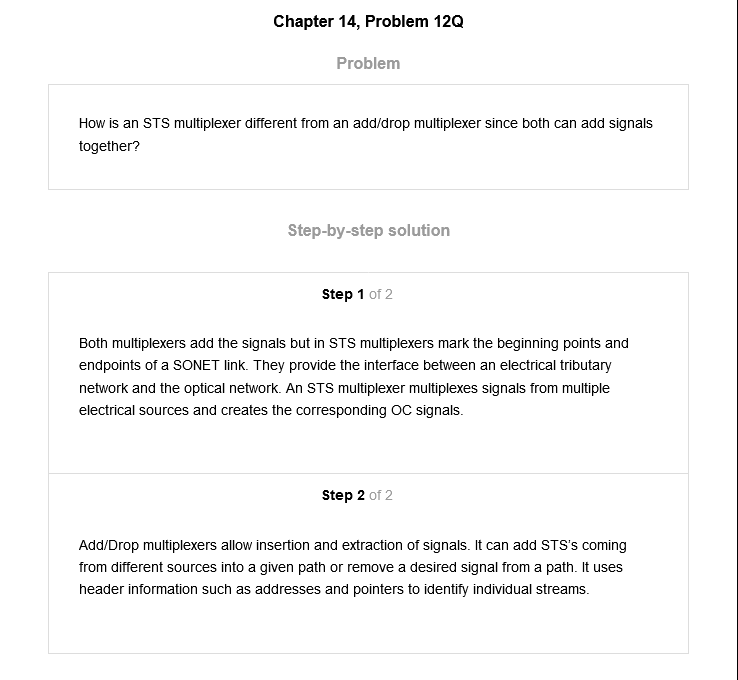 Chapter 14, Problem 12Q
Problem
How is an STS multiplexer different from an add/drop multiplexer since both can add signals
together?
Step-by-step solution
Step 1 of 2
Both multiplexers add the signals but in STS multiplexers mark the beginning points and
endpoints of a SONET link. They provide the interface between an electrical tributary
network and the optical network. An STS multiplexer multiplexes signals from multiple
electrical sources and creates the corresponding OC signals.
Step 2 of 2
Add/Drop multiplexers allow insertion and extraction of signals. It can add STS's coming
from different sources into a given path or remove a desired signal from a path. It uses
header information such as addresses and pointers to identify individual streams.